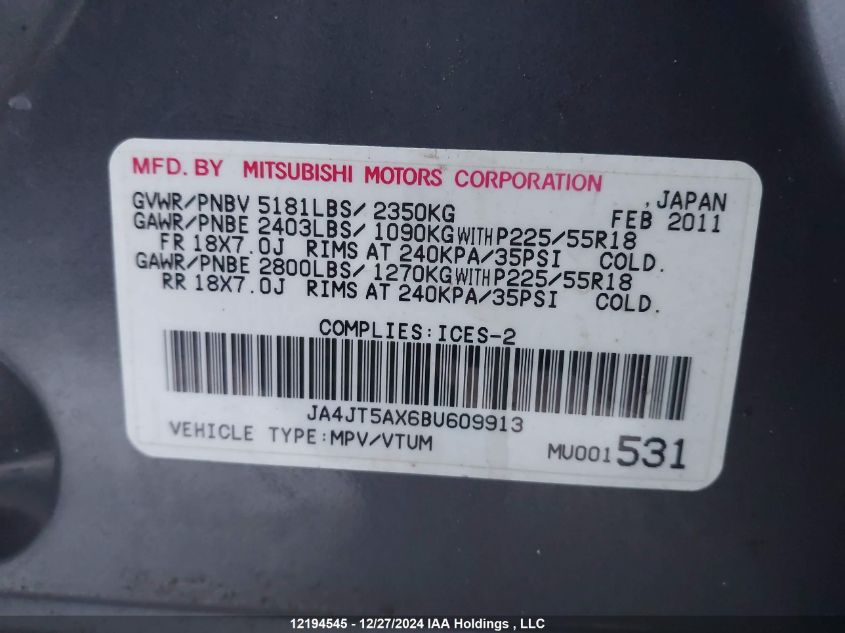 MFD. BY MITSUBISHI MOTORS CORPORATION
, JAPAN
GVWR/PNBV 5181LBS/ 2350KG FEB 2011
GAWR/PNBE 2403LBS/ 1090KG WITH P225/55R18
FR 18X7.0J RIMS AT 240KPA/35PSI COLD.
GAWR/PNBE 2800LBS/ 1270KG WITH P225/55R18
RR 18X7.0J RIMS AT 240KPA/35PSI COLD.
COMPLIES:ICES-2
JA4JT5AX6BU609913
VEHICLE TYPE:MPV/VTUM MU001531
12194545 - 12/27/2024 IAA Holdings , LLC